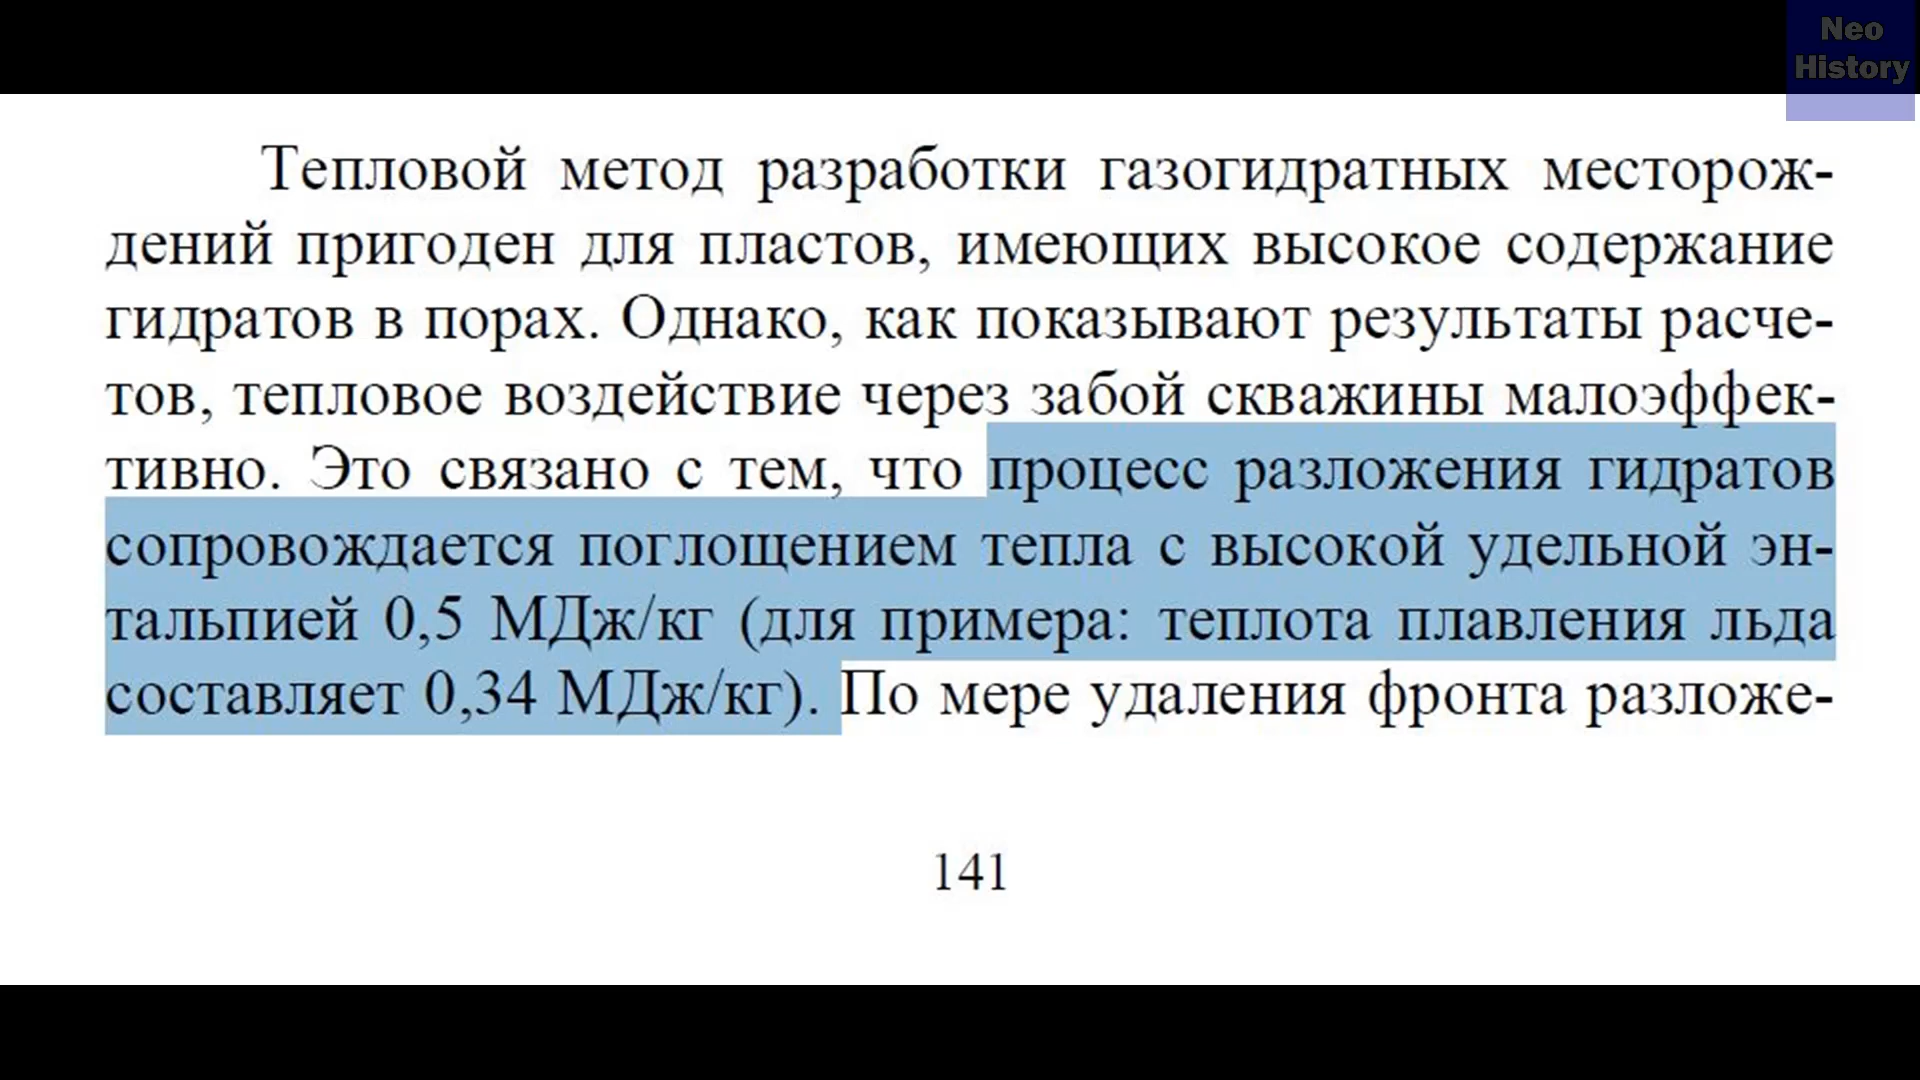 Neo
History
Тепловой метод разработки газогидратных месторож-
дений пригоден для пластов, имеющих высокое содержание
гидратов в порах. Однако, как показывают результаты расче-
тов, тепловое воздействие через забой скважины малоэффек-
тивно. Это связано с тем, что процесс разложения гидратов
сопровождается поглощением тепла с высокой удельной эн-
тальпией 0,5 МДж/кг (для примера: теплота плавления льда
составляет 0,34 МДж/кг). По мере удаления фронта разложе-
141